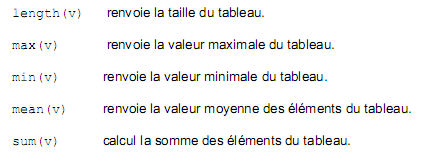 length(v) renvoie la taille du tableau.
max(v) renvoie la valeur maximale du tableau.
min(v) renvoie la valeur minimale du tableau.
mean(v) renvoie la valeur moyenne des éléments du tableau.
sum(v) calcul la somme des éléments du tableau.